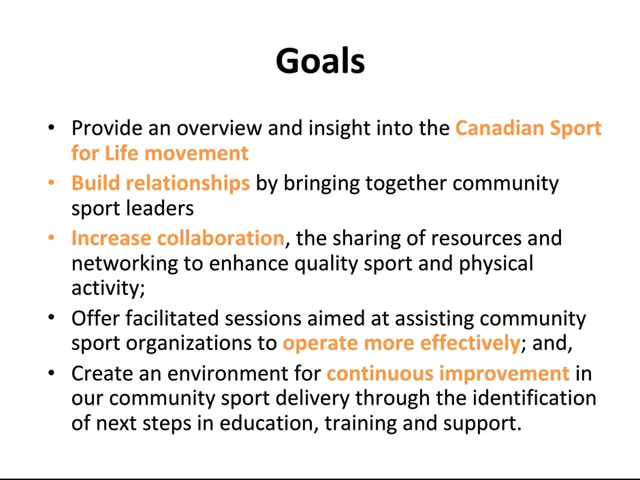 Goals
• Provide an overview and insight into the Canadian Sport
for Life movement
• Build relationships by bringing together community
sport leaders
• Increase collaboration, the sharing of resources and
networking to enhance quality sport and physical
activity;
• Offer facilitated sessions aimed at assisting community
sport organizations to operate more effectively; and,
• Create an environment for continuous improvement in
our community sport delivery through the identification
of next steps in education, training and support.